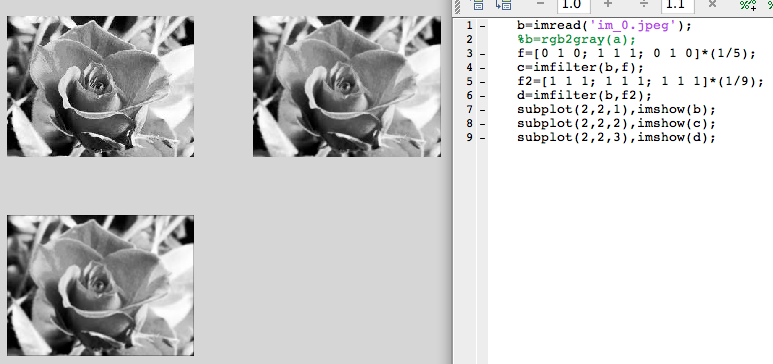 1.0 + ÷ 1.1 ×
1 - b=imread('im_0.jpeg');
2 %b=rgb2gray(a);
3 - f=[0 1 0; 1 1 1; 0 1 0]*(1/5);
4 - c=imfilter(b,f);
5 - f2=[1 1 1; 1 1 1; 1 1 1]*(1/9);
6 - d=imfilter(b,f2);
7 - subplot(2,2,1),imshow(b);
8 - subplot(2,2,2),imshow(c);
9 - subplot(2,2,3),imshow(d);